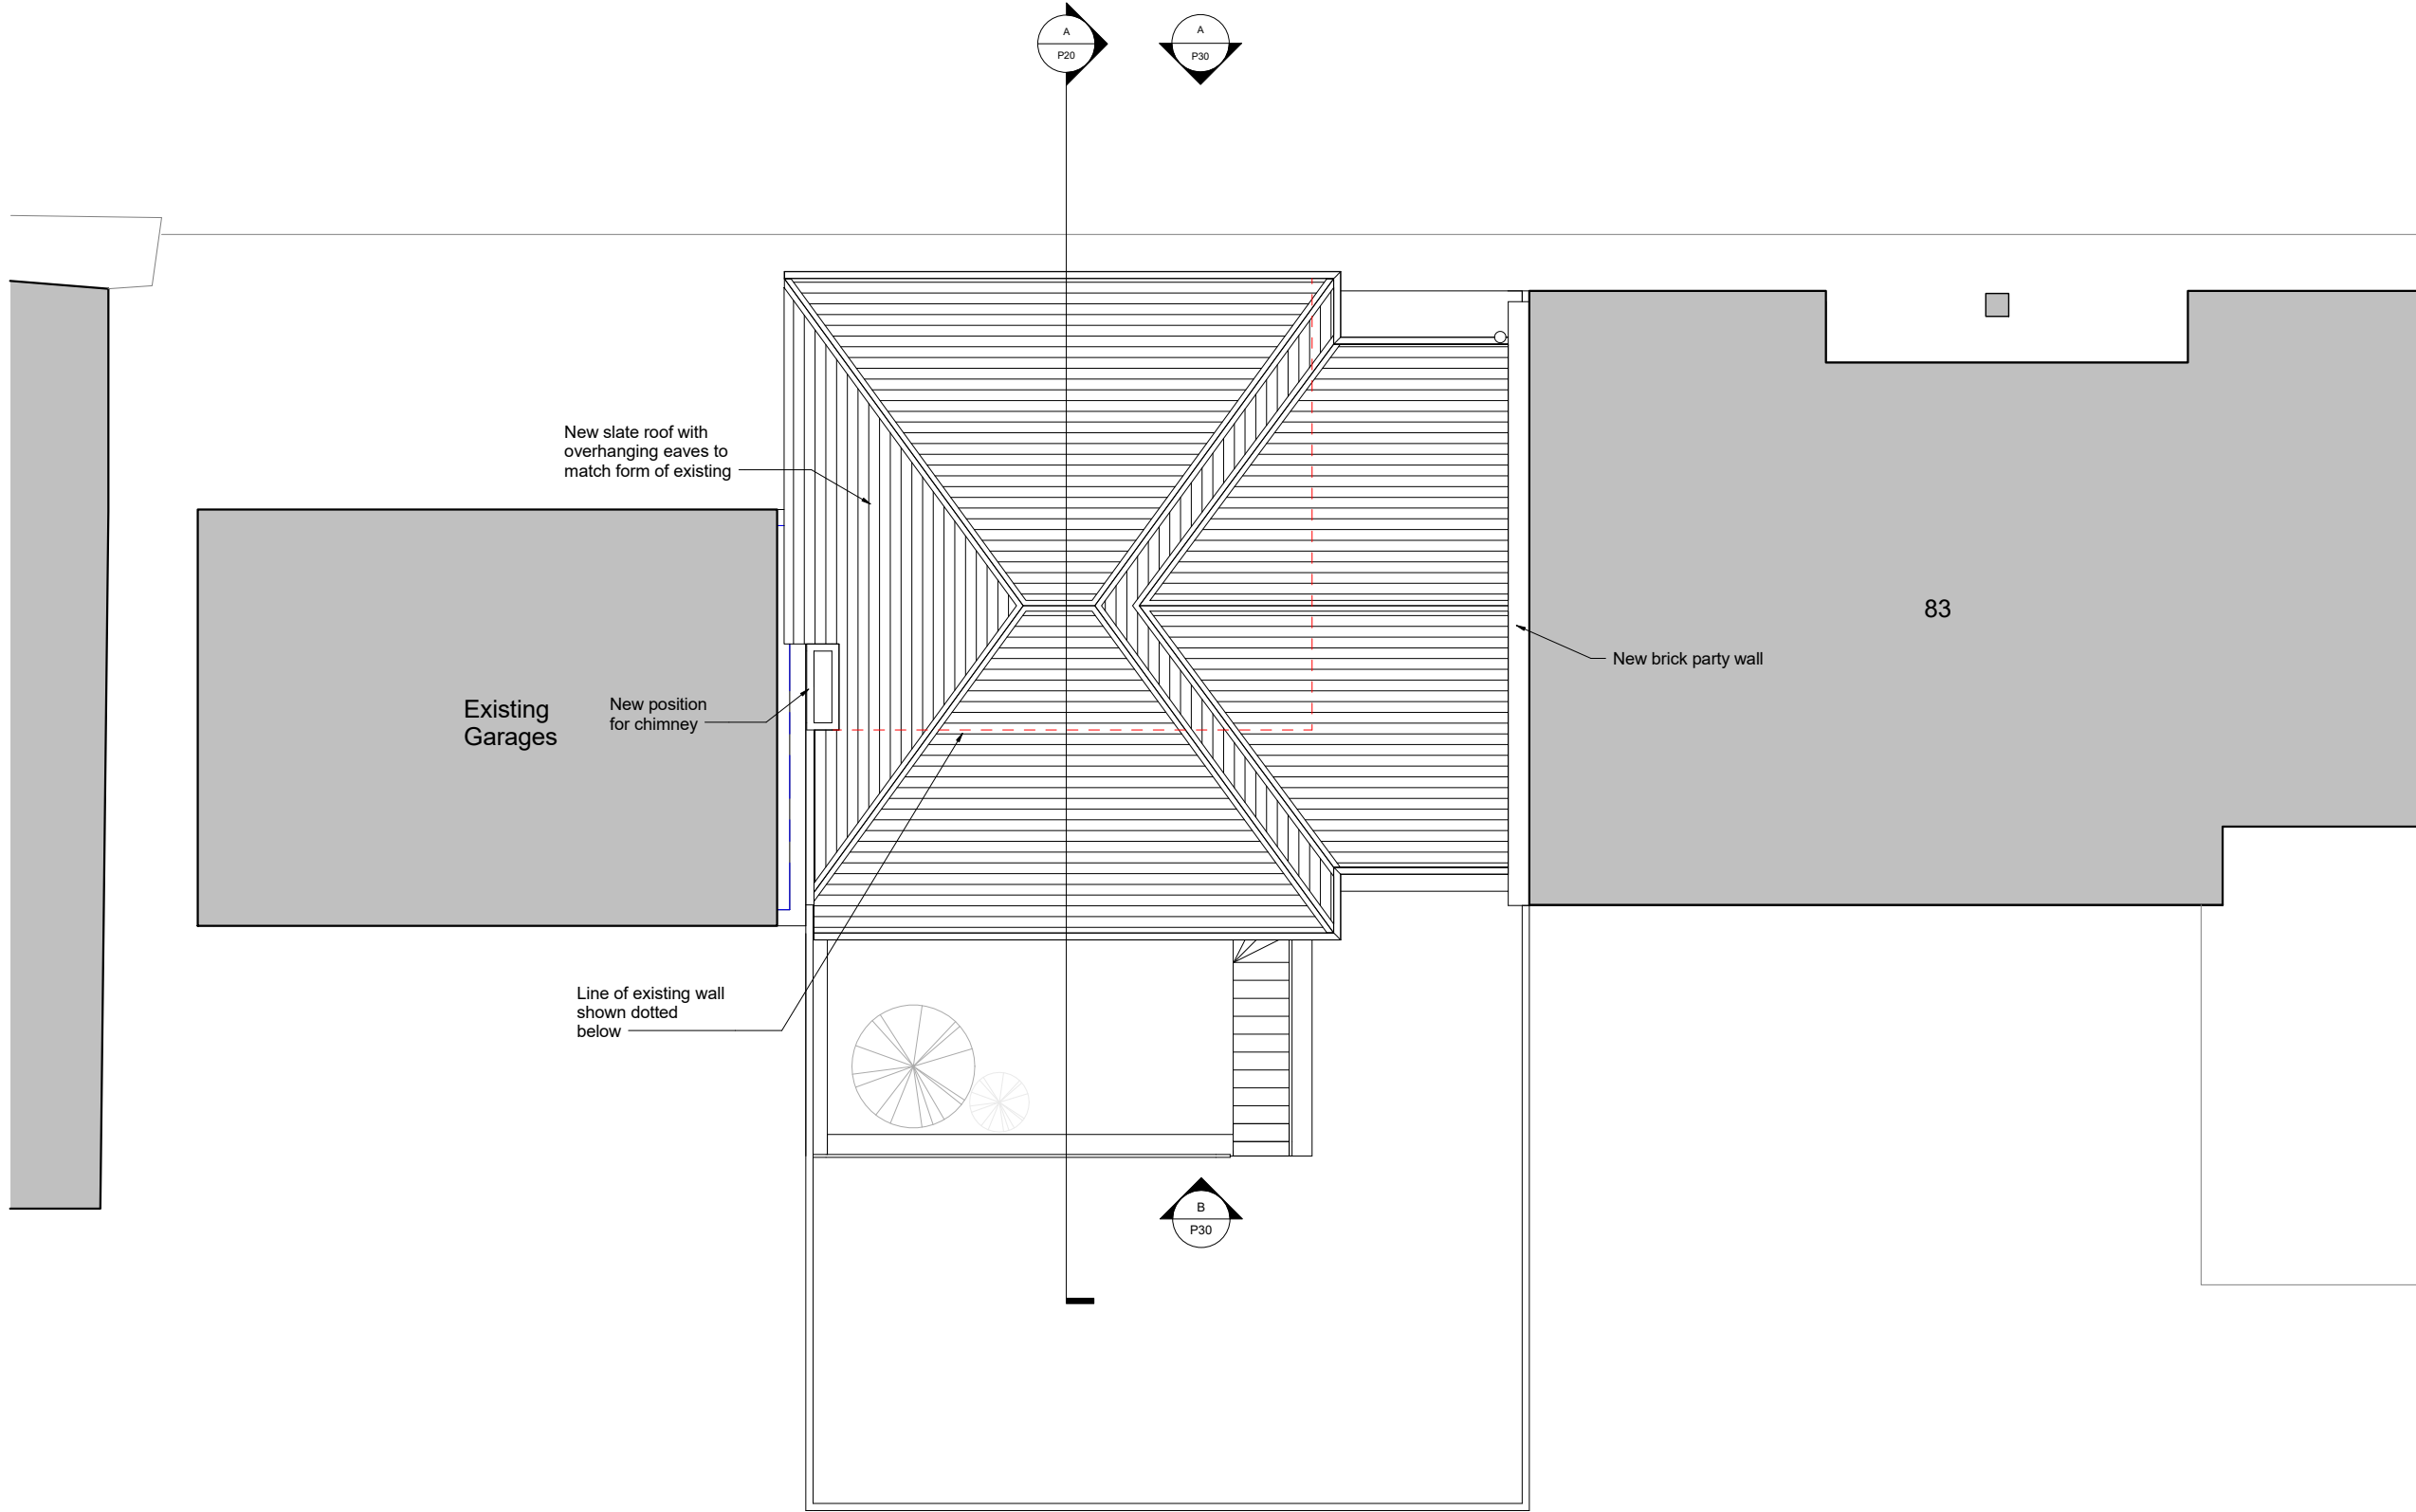 A
P20
A
P30
New slate roof with
overhanging eaves to
match form of existing
83
New brick party wall
Existing
Garages
New position
for chimney
Line of existing wall
shown dotted
below
B
P30